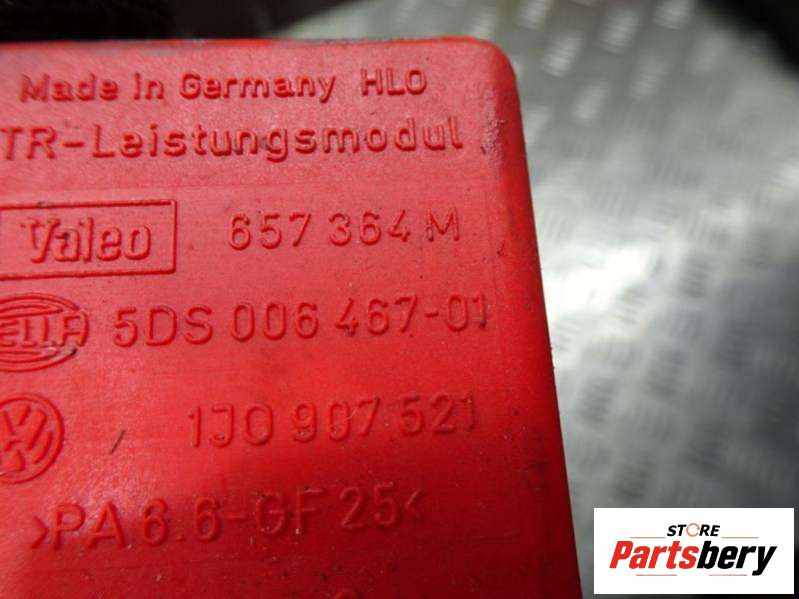 Made in Germany HLO
TR-Leistungsmodul
Valeo 657 364 M
5DS 006 467-01
1J0 907 521
>PA 6.6-GF 25<
STORE
Partsbery